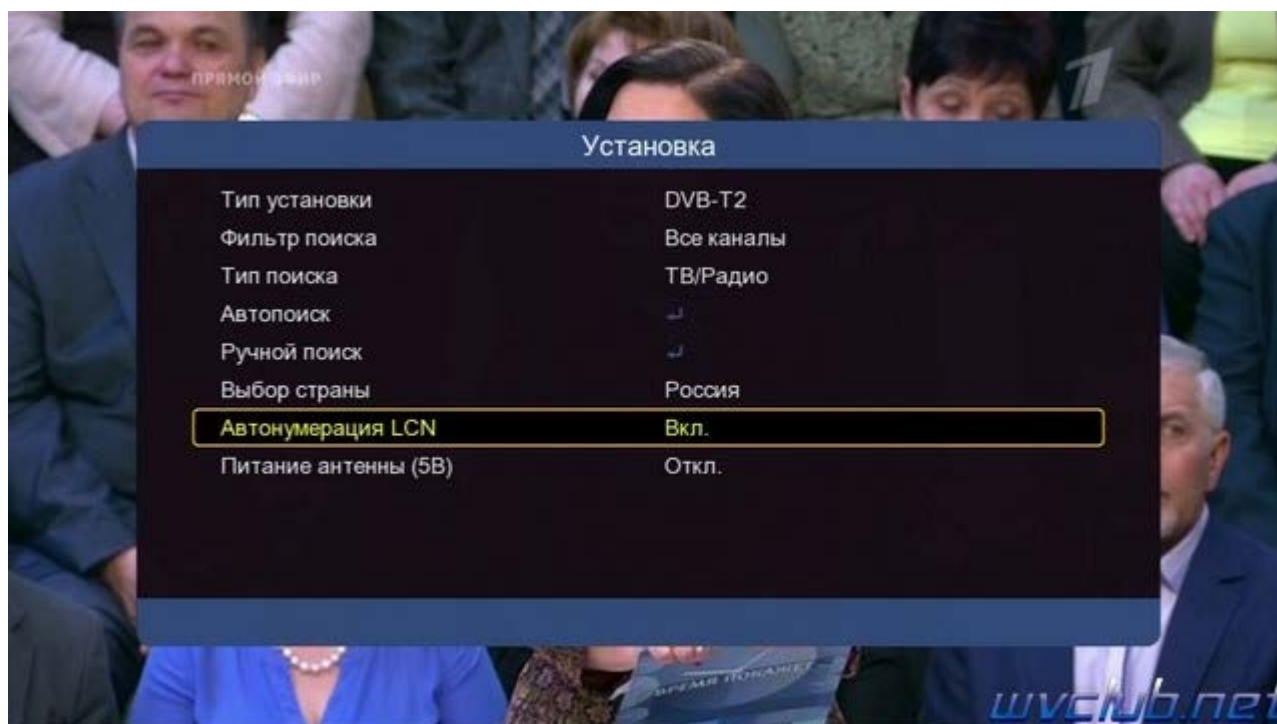 ПРЯМОЙ ЭФИР
1
Установка
Тип установки DVB-T2
Фильтр поиска Все каналы
Тип поиска ТВ/Радио
Автопоиск
Ручной поиск
Выбор страны Россия
Автонумерация LCN Вкл.
Питание антенны (5В) Откл.
ВРЕМЯ ПОКАЖЕТ
wvclub.net